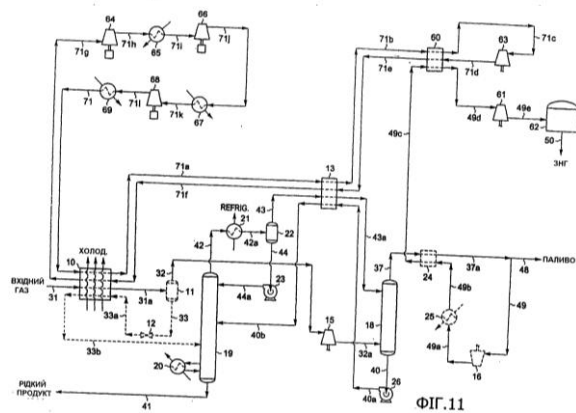 64
66
71g
71h
71i
71j
65
68
71
71l
71k
69
67
71b
60
71c
71e
71d
63
61
49e
49d
62
50
ЗНГ
49c
71a
71f
13
REFRIG.
21
43
42
42a
22
44
43a
10
ХОЛОД.
ВХІДНИЙ
ГАЗ
31
31a
32
11
33
33a
12
33b
23
44a
40b
15
32a
18
37
24
37a
48
ПАЛИВО
49b
49
25
49a
16
19
20
40
26
40a
РІДКИЙ
ПРОДУКТ
41
ФІГ.11